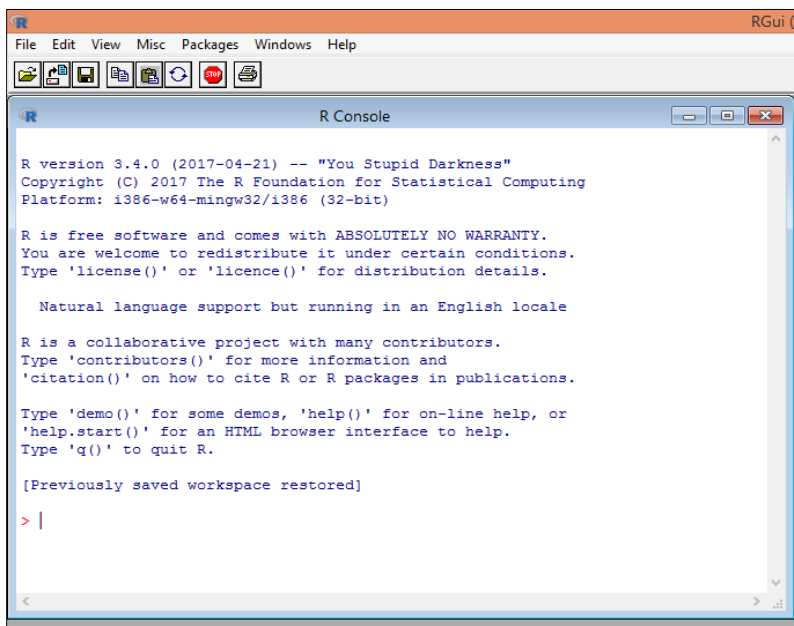 RGui (
File Edit View Misc Packages Windows Help
STOP
R Console
R version 3.4.0 (2017-04-21) -- "You Stupid Darkness"
Copyright (C) 2017 The R Foundation for Statistical Computing
Platform: i386-w64-mingw32/i386 (32-bit)
R is free software and comes with ABSOLUTELY NO WARRANTY.
You are welcome to redistribute it under certain conditions.
Type 'license()' or 'licence()' for distribution details.
Natural language support but running in an English locale
R is a collaborative project with many contributors.
Type 'contributors()' for more information and
'citation()' on how to cite R or R packages in publications.
Type 'demo()' for some demos, 'help()' for on-line help, or
'help.start()' for an HTML browser interface to help.
Type 'q()' to quit R.
[Previously saved workspace restored]
>